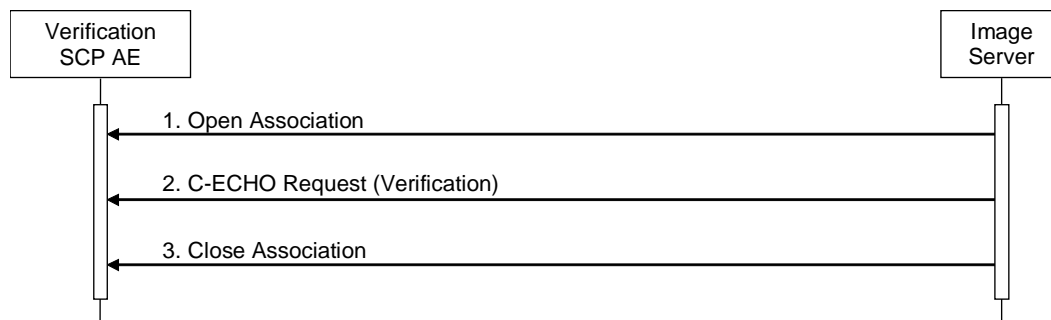 Verification
SCP AE
Image
Server
1. Open Association
2. C-ECHO Request (Verification)
3. Close Association